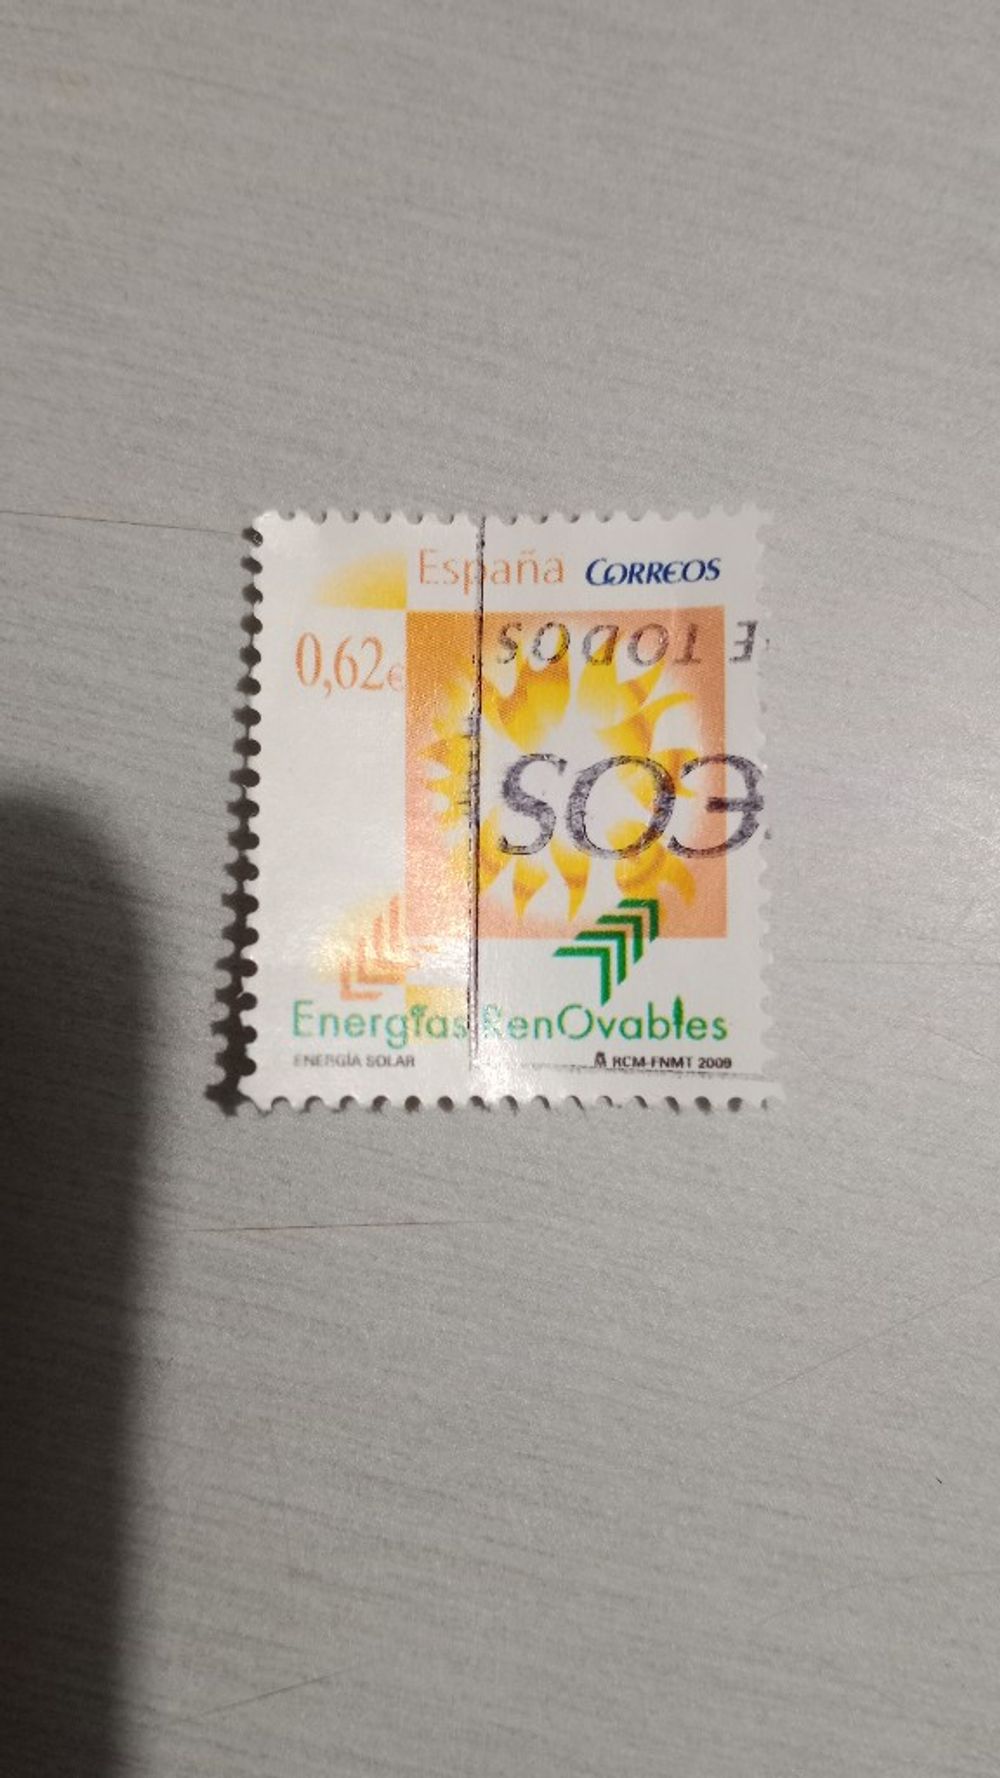 España CORREOS
0,62€
E TODOS
EOS
Energías RenOvables
ENERGÍA SOLAR RCM-FNMT 2009